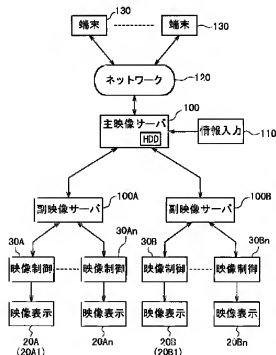 130
端末
端末
130
ネットワーク
120
100
主映像サーバ
HDD
情報入力
110
100A
100B
副映像サーバ
副映像サーバ
30A
30An
30B
30Bn
映像制御
映像制御
映像制御
映像制御
映像表示
映像表示
映像表示
映像表示
20A
(20A1)
20An
20B
(20B1)
20Bn